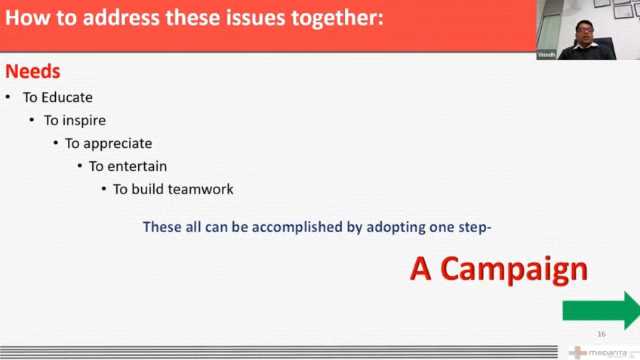 How to address these issues together:
Vinodh
Needs
• To Educate
• To inspire
• To appreciate
• To entertain
• To build teamwork
These all can be accomplished by adopting one step-
A Campaign
16
medanta